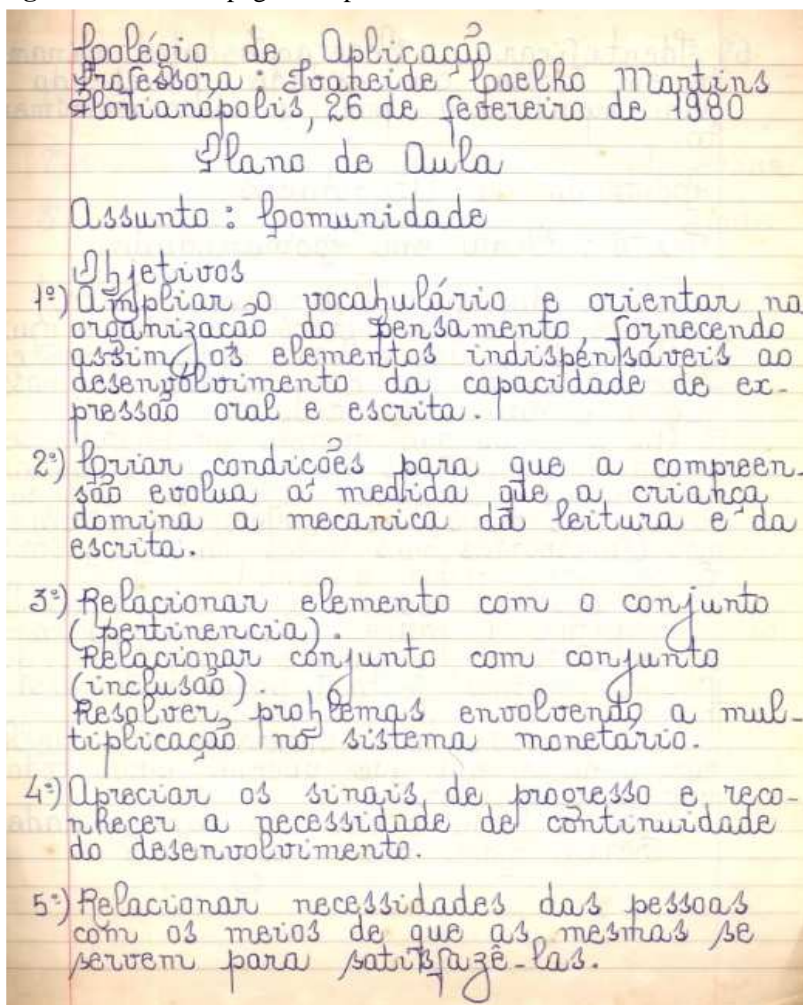 Colégio de Aplicação
Professora: Ivaneide Coelho Martins
Florianópolis, 26 de fevereiro de 1980
Plano de Aula
Assunto: Comunidade
Objetivos
1º) Ampliar o vocabulário e orientar na
organização do pensamento, fornecendo
assim, os elementos indispensáveis ao
desenvolvimento da capacidade de ex-
pressão oral e escrita.
2º) Criar condições para que a compreen-
são evolua à medida que a criança
domina a mecanica da leitura e da
escrita.
3º) Relacionar elemento com o conjunto
(pertinencia).
Relacionar conjunto com conjunto
(inclusão).
Resolver problemas envolvendo a mul-
tiplicação no sistema monetário.
4º) Apreciar os sinais de progresso e reco-
nhecer a necessidade de continuidade
do desenvolvimento.
5º) Relacionar necessidades das pessoas
com os meios de que as mesmas se
servem para satisfazê-las.